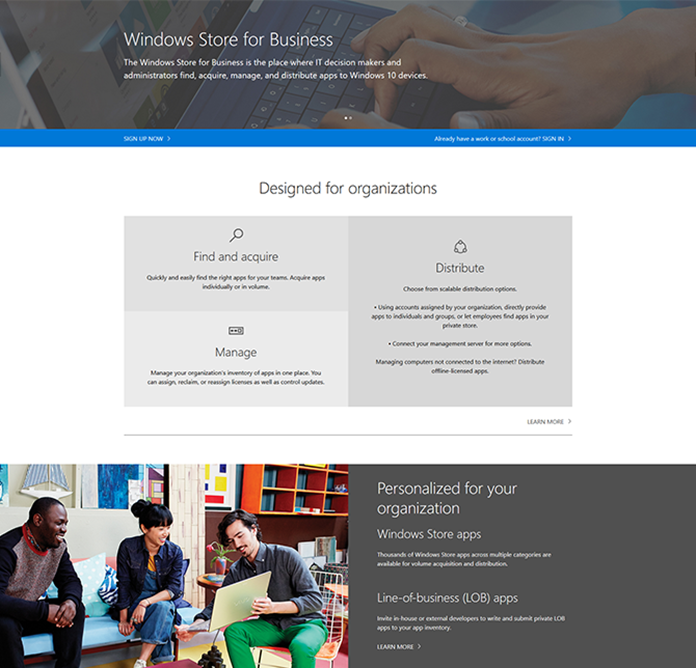 Windows Store for Business
The Windows Store for Business is the place where IT decision makers and
administrators find, acquire, manage, and distribute apps to Windows 10 devices.
SIGN UP NOW
Already have a work or school account? SIGN IN
Designed for organizations
Find and acquire
Quickly and easily find the right apps for your teams. Acquire apps
individually or in volume.
Manage
Manage your organization's inventory of apps in one place. You
can assign, reclaim, or reassign licenses as well as control updates.
Distribute
Choose from scalable distribution options.
• Using accounts assigned by your organization, directly provide
apps to individuals and groups, or let employees find apps in your
private store.
• Connect your management server for more options.
Managing computers not connected to the internet? Distribute
offline-licensed apps.
LEARN MORE
Personalized for your
organization
Windows Store apps
Thousands of Windows Store apps across multiple categories are
available for volume acquisition and distribution.
Line-of-business (LOB) apps
Invite in-house or external developers to write and submit private LOB
apps to your app inventory.
LEARN MORE